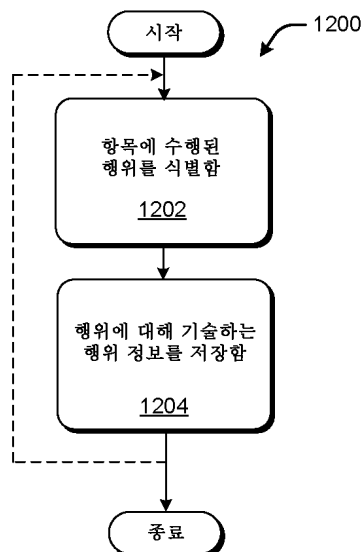 시작
1200
항목에 수행된
행위를 식별함
1202
행위에 대해 기술하는
행위 정보를 저장함
1204
종료